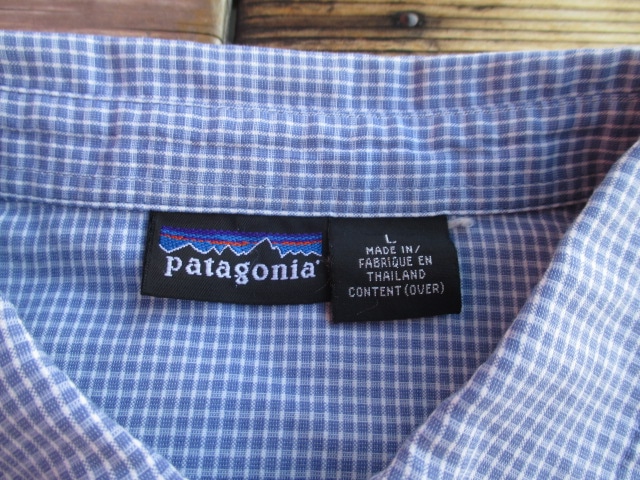 patagonia®
L
MADE IN/
FABRIQUE EN
THAILAND
CONTENT (OVER)